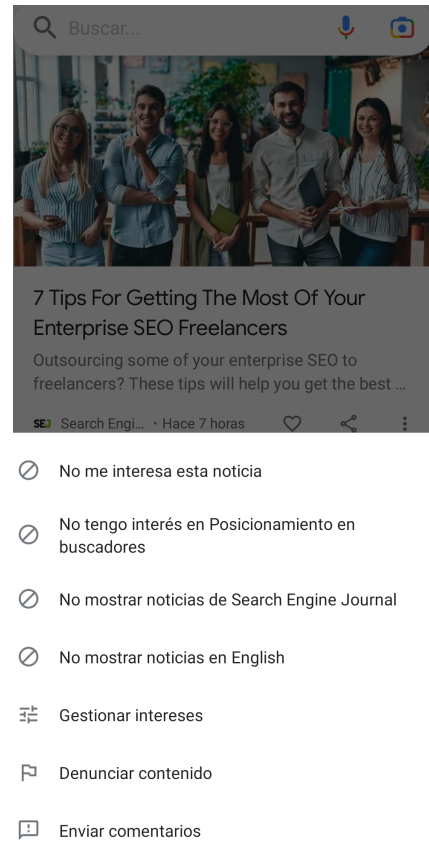 Buscar...
7 Tips For Getting The Most Of Your
Enterprise SEO Freelancers
Outsourcing some of your enterprise SEO to
freelancers? These tips will help you get the best ...
SEJ Search Engi... • Hace 7 horas
No me interesa esta noticia
No tengo interés en Posicionamiento en
buscadores
No mostrar noticias de Search Engine Journal
No mostrar noticias en English
Gestionar intereses
Denunciar contenido
Enviar comentarios